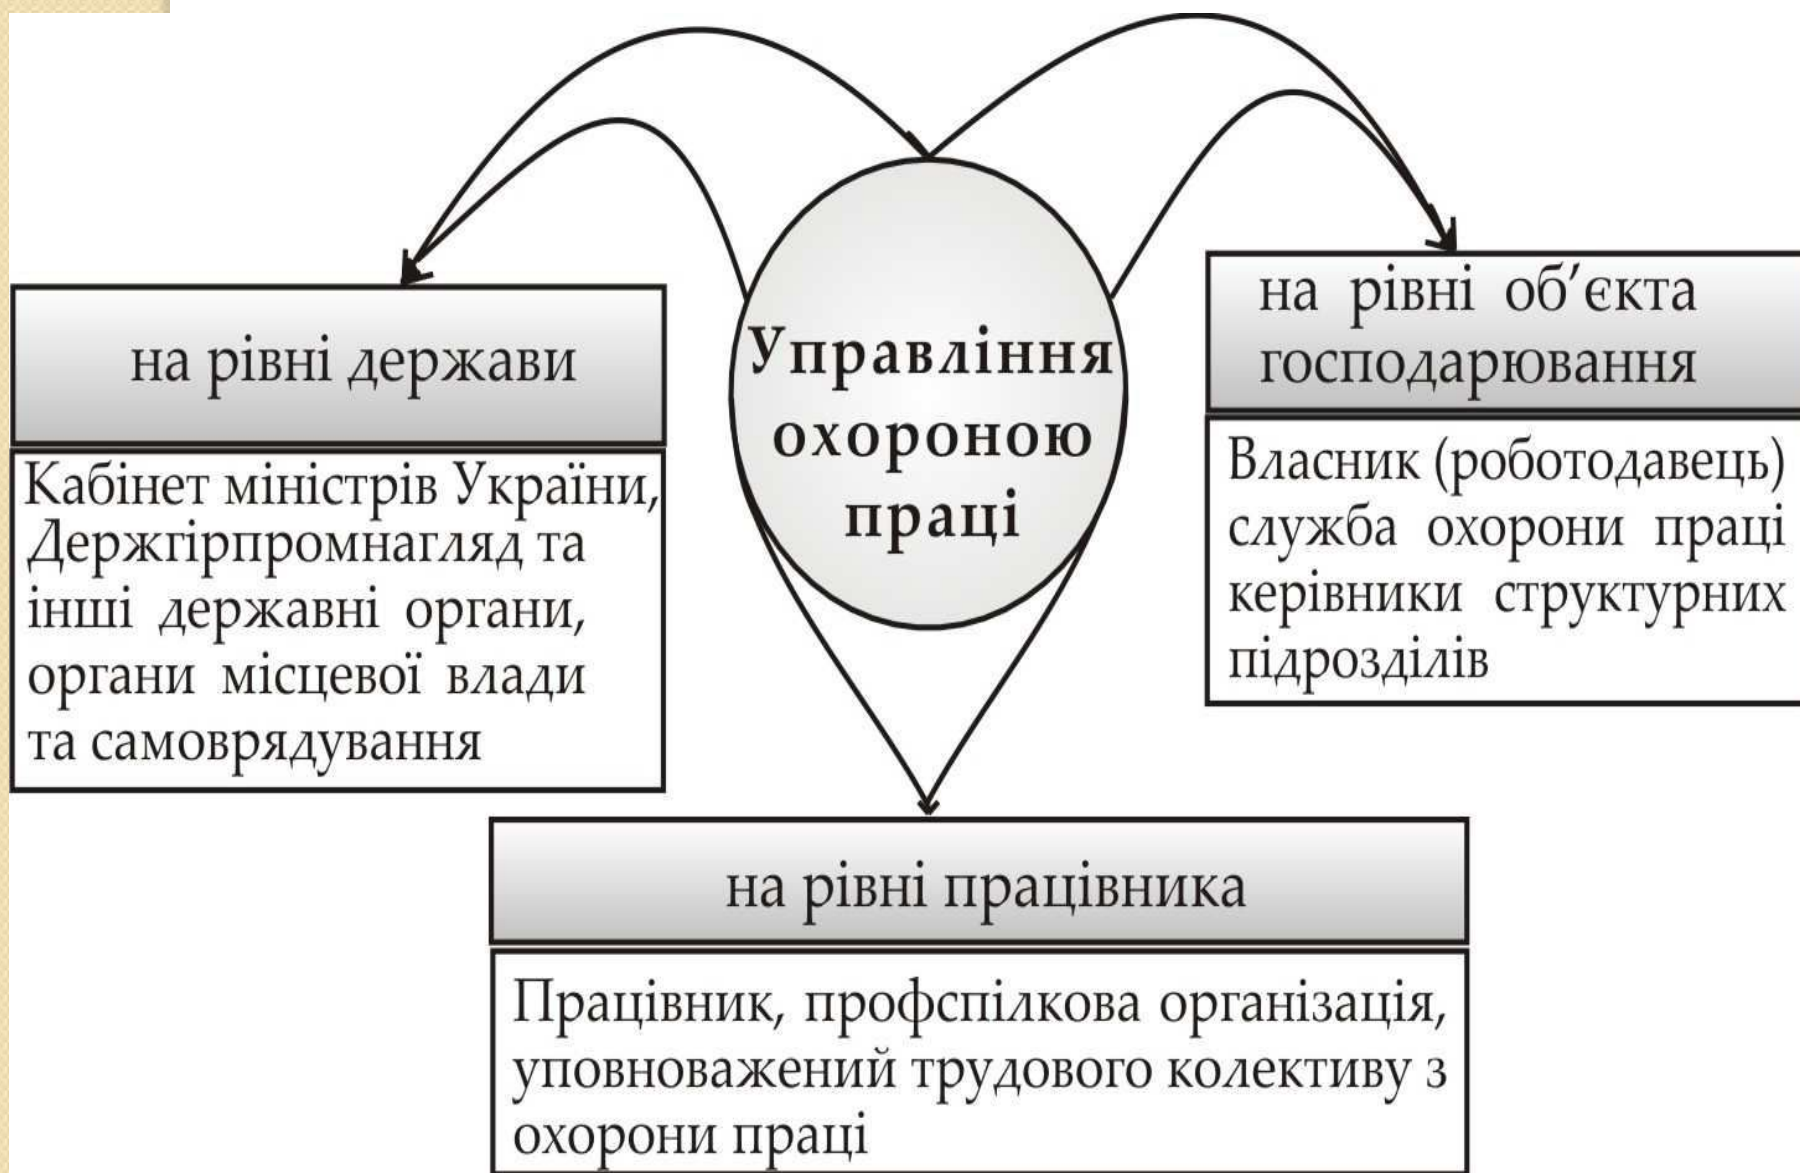 Управління
охороною
праці
на рівні держави
Кабінет міністрів України,
Держгірпромнагляд та
інші державні органи,
органи місцевої влади
та самоврядування
на рівні об’єкта
господарювання
Власник (роботодавець)
служба охорони праці
керівники структурних
підрозділів
на рівні працівника
Працівник, профспілкова організація,
уповноважений трудового колективу з
охорони праці